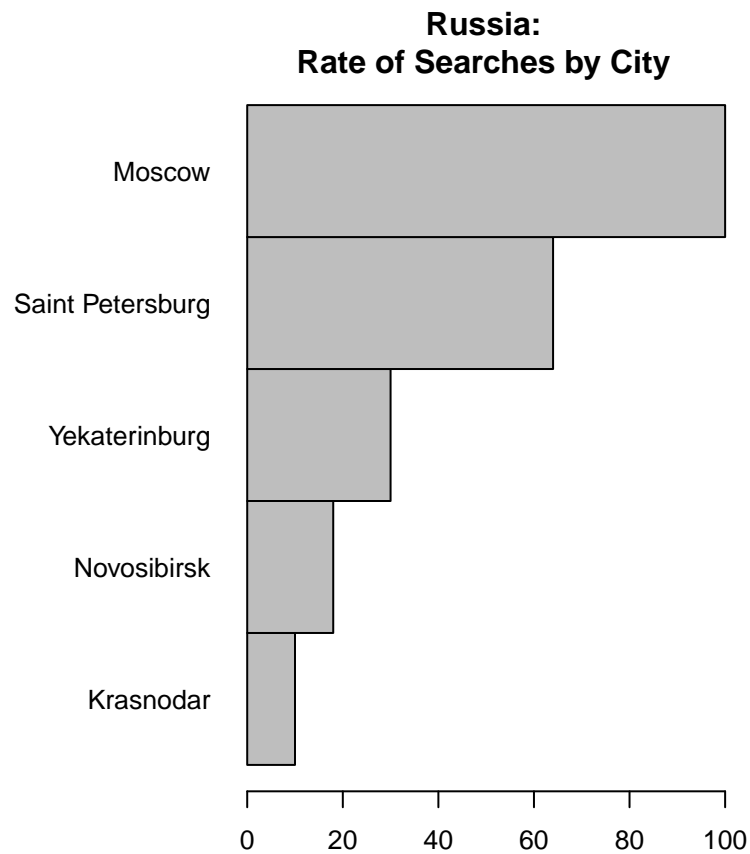 Russia:
Rate of Searches by City
Moscow
Saint Petersburg
Yekaterinburg
Novosibirsk
Krasnodar
0 20 40 60 80 100